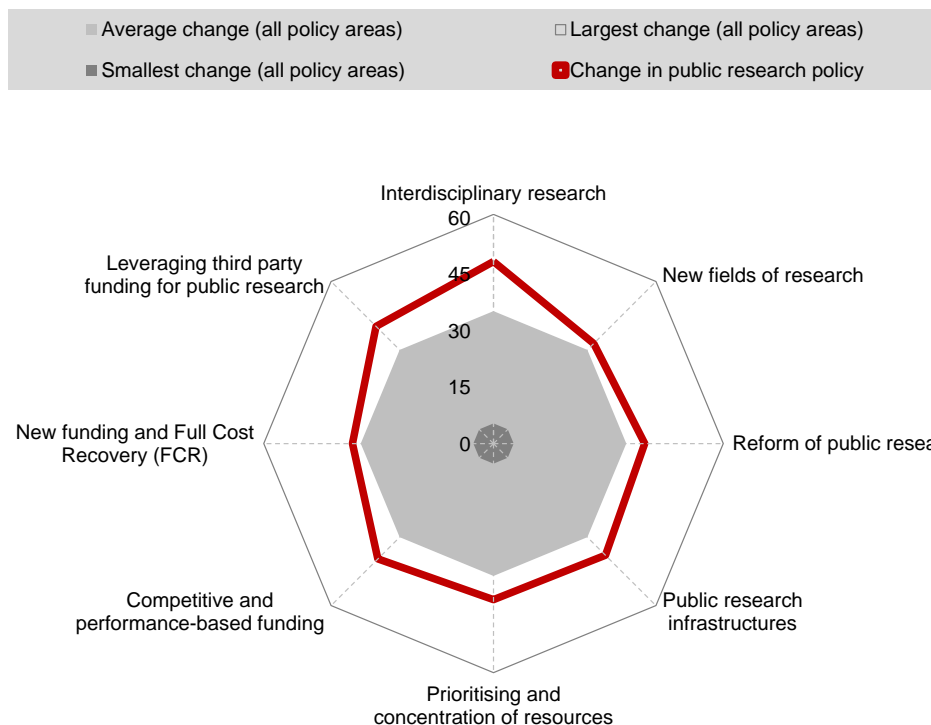 Average change (all policy areas)
Largest change (all policy areas)
Smallest change (all policy areas)
Change in public research policy
Interdisciplinary research
60
Leveraging third party
funding for public research
45
New fields of research
30
15
New funding and Full Cost
Recovery (FCR)
0
Reform of public
Competitive and
performance-based funding
Public research
infrastructures
Prioritising and
concentration of resources